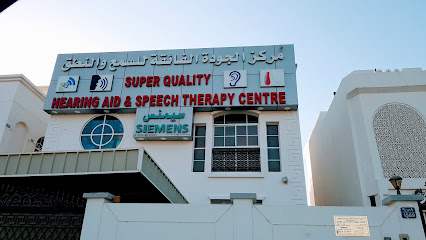 مركز الجودة الفائقة للسمع والنطق
SUPER QUALITY
HEARING AID & SPEECH THERAPY CENTRE
سيمنس
SIEMENS